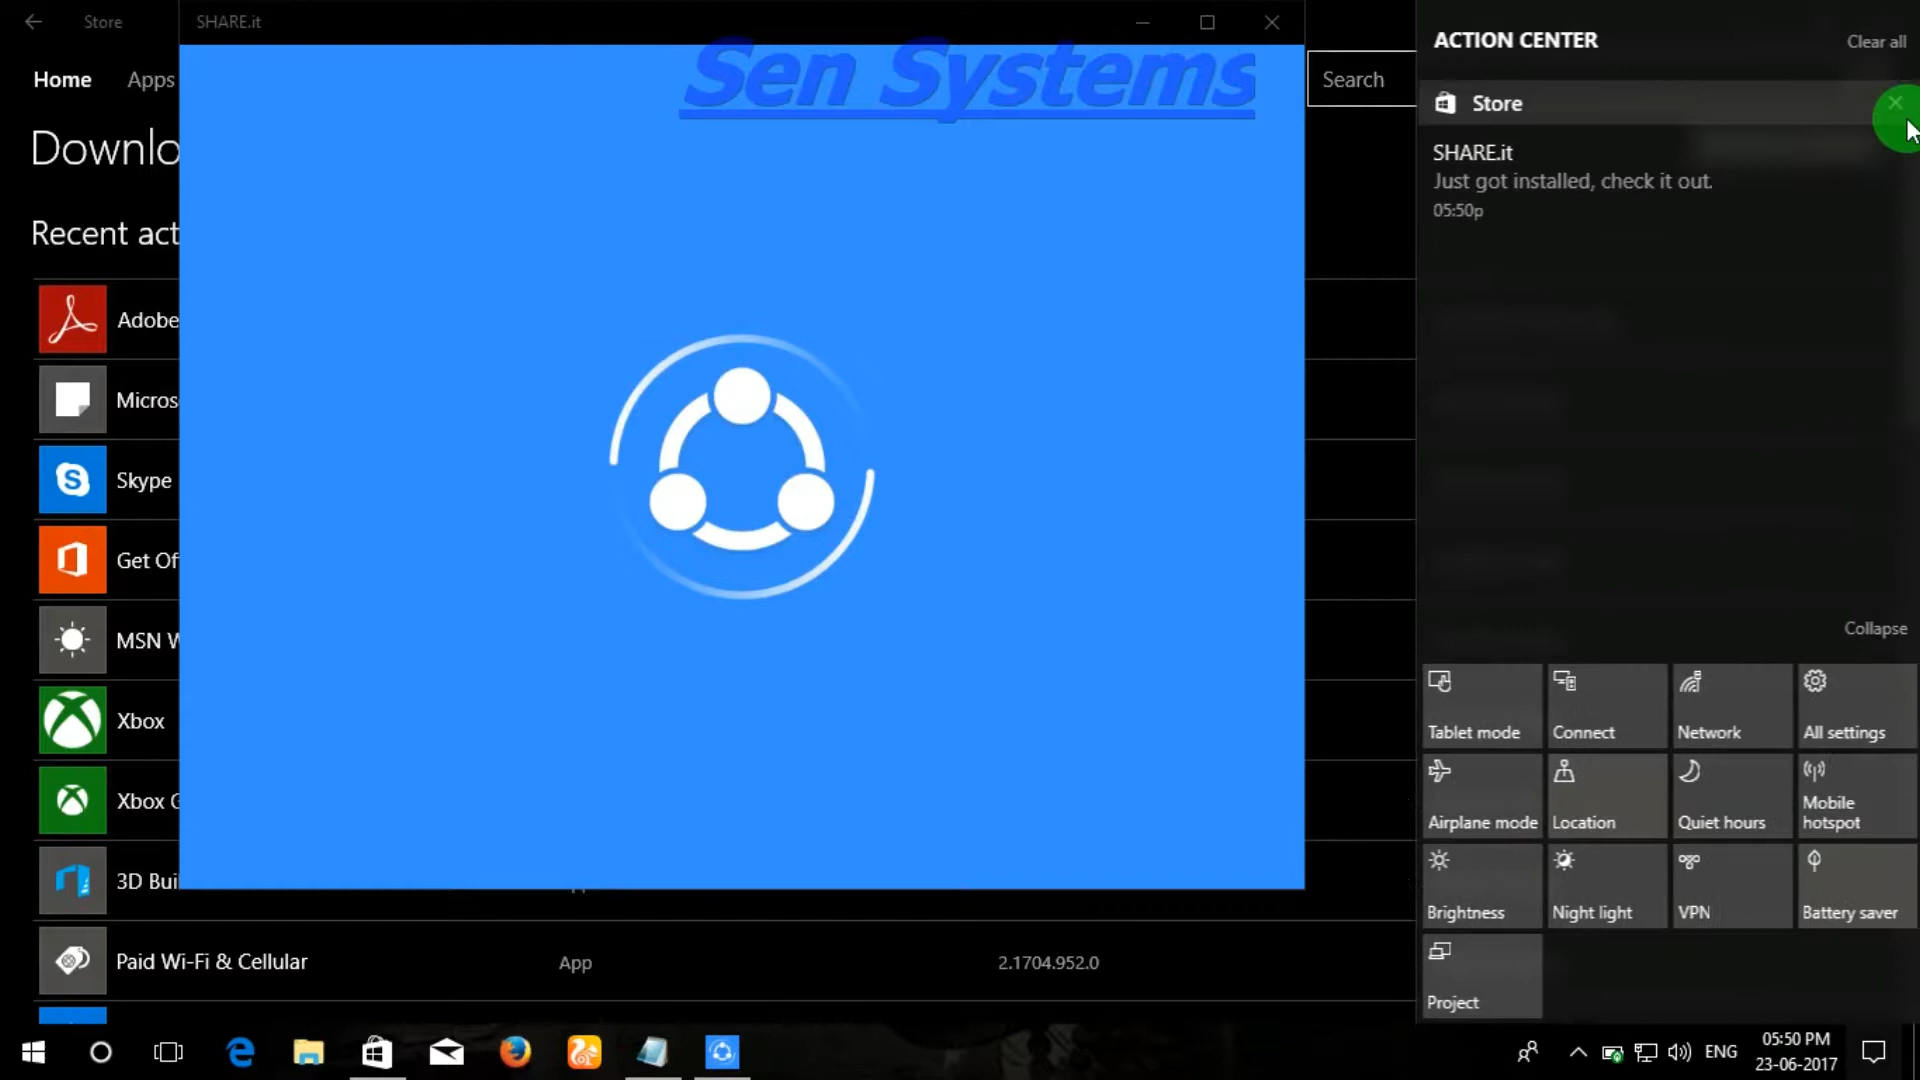 Store
SHARE.it
Sen Systems
Home
Apps
Search
Downlo
Recent act
Adobe
Micros
Skype
Get Of
MSN W
Xbox
Xbox G
3D Bui
Paid Wi-Fi & Cellular
App
2.1704.952.0
ACTION CENTER
Clear all
Store
SHARE.it
Just got installed, check it out.
05:50p
Collapse
Tablet mode
Connect
Network
All settings
Airplane mode
Location
Quiet hours
Mobile
hotspot
Brightness
Night light
VPN
Battery saver
Project
ENG
05:50 PM
23-06-2017